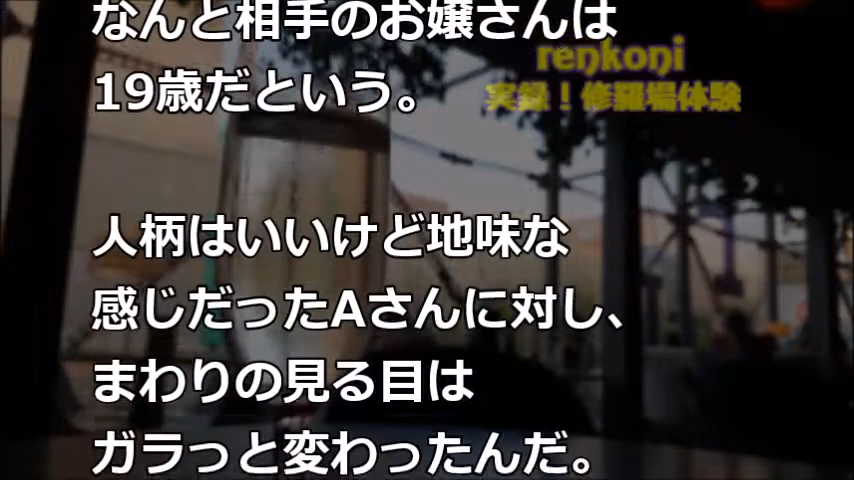 なんと相手のお嬢さんは
renkoni
19歳だという。
実録！修羅場体験
人柄はいいけど地味な
感じだったAさんに対し、
まわりの見る目は
ガラっと変わったんだ。